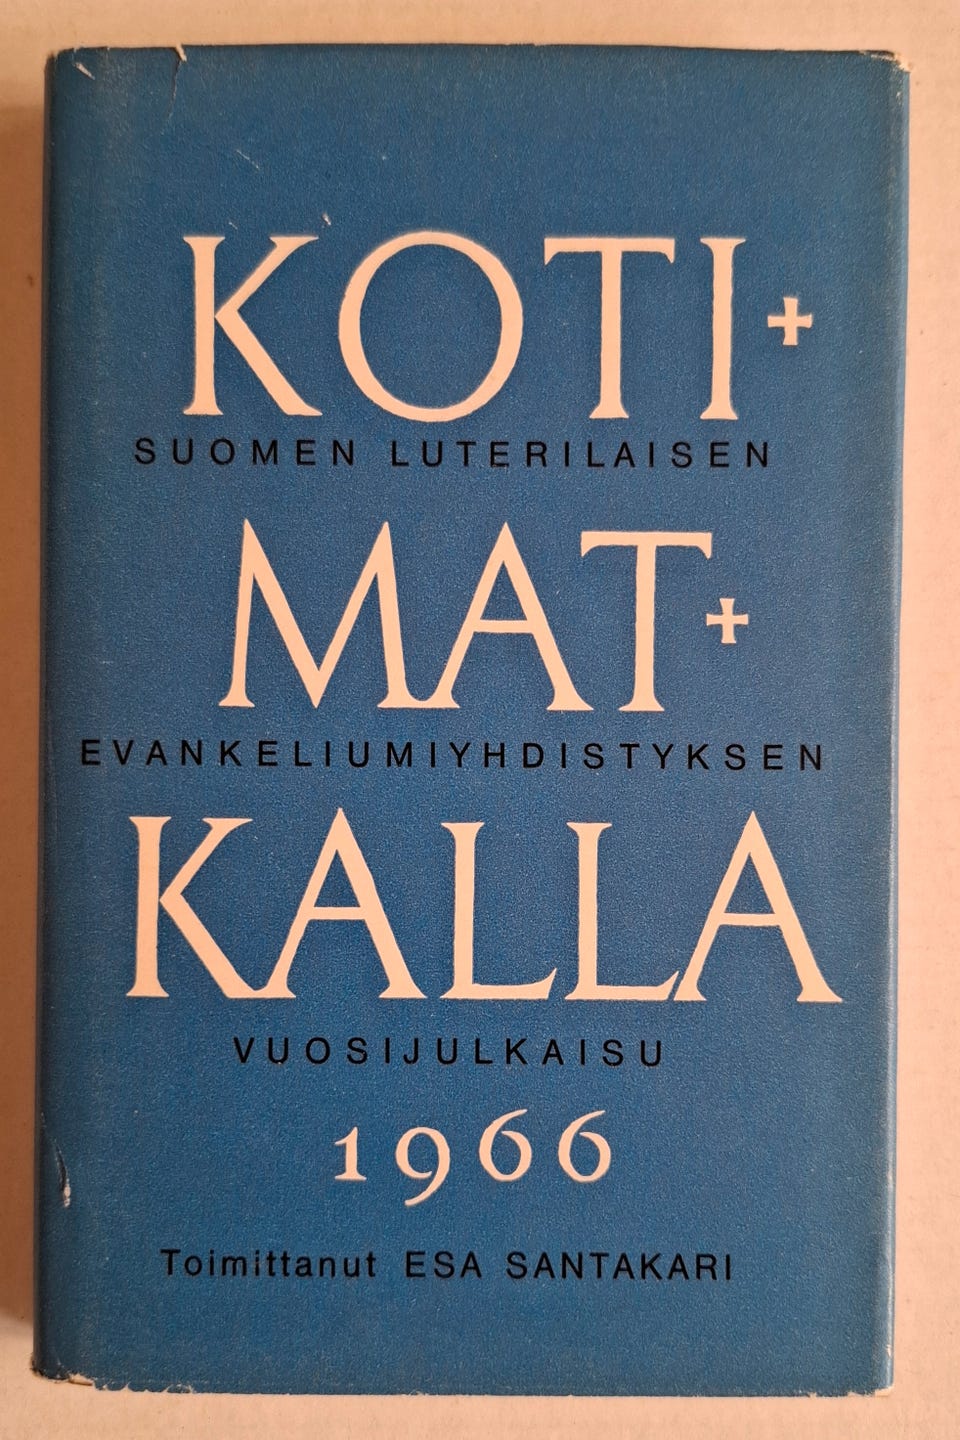 KOTI+
SUOMEN LUTERILAISEN
MAT+
EVANKELIUMIYHDISTYKSEN
KALLA
VUOSIJULKAISU
1966
Toimittanut ESA SANTAKARI